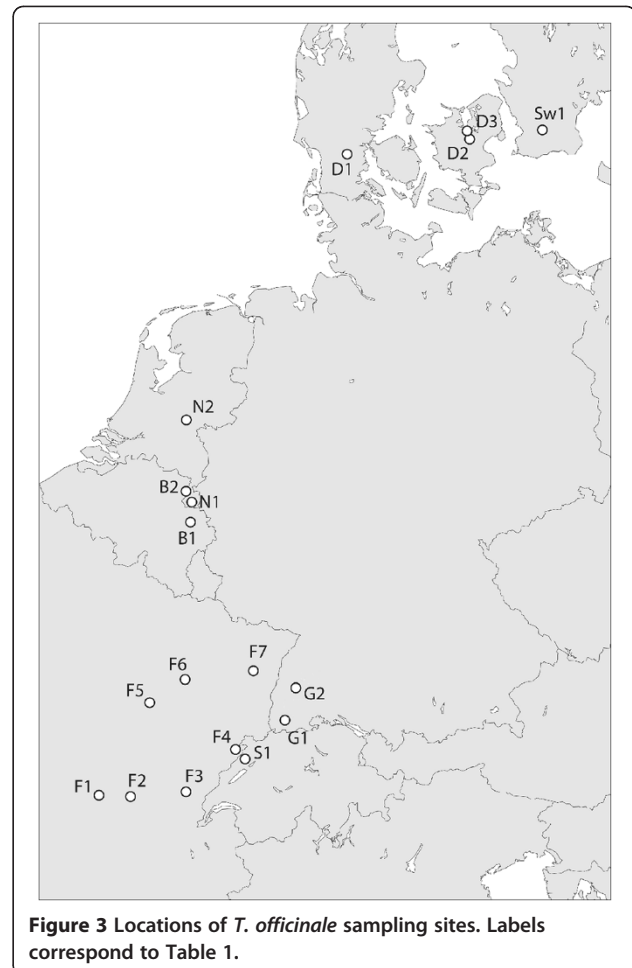 D3
Sw1
D2
D1
N2
B2
N1
B1
F7
F6
G2
F5
G1
F4
S1
F1
F2
F3
Figure 3 Locations of T. officinale sampling sites. Labels
correspond to Table 1.